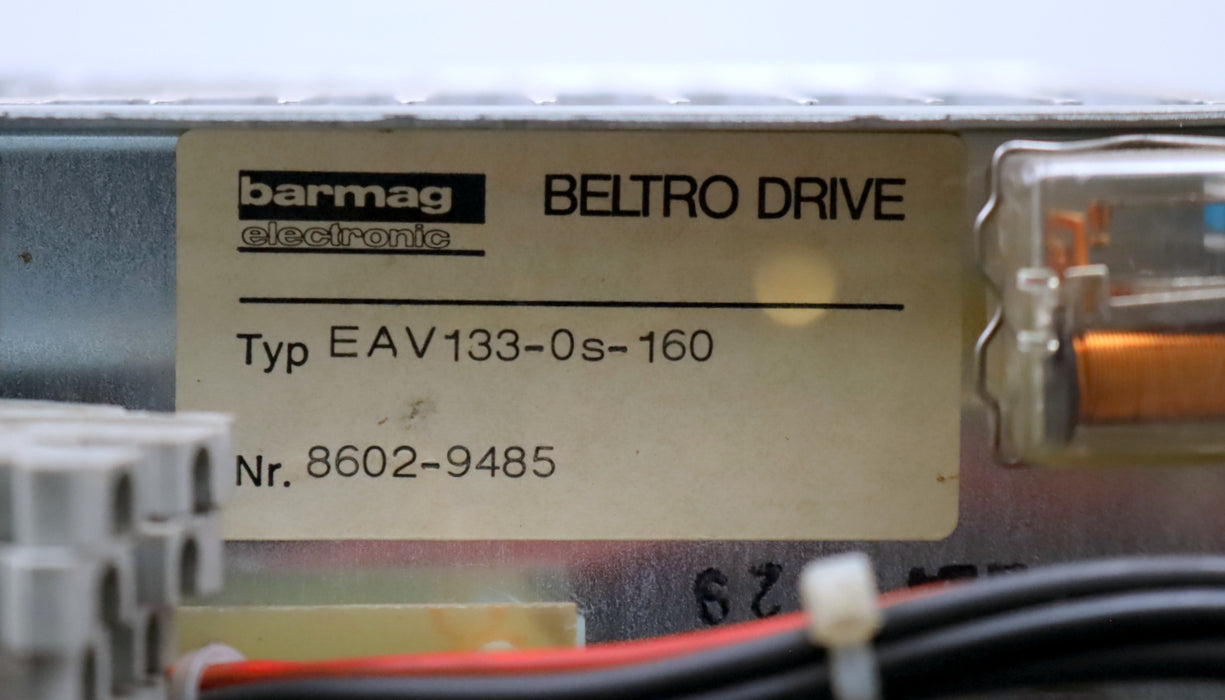 barmag
electronic
BELTRO DRIVE
Typ EAV133-0s-160
Nr. 8602-9485